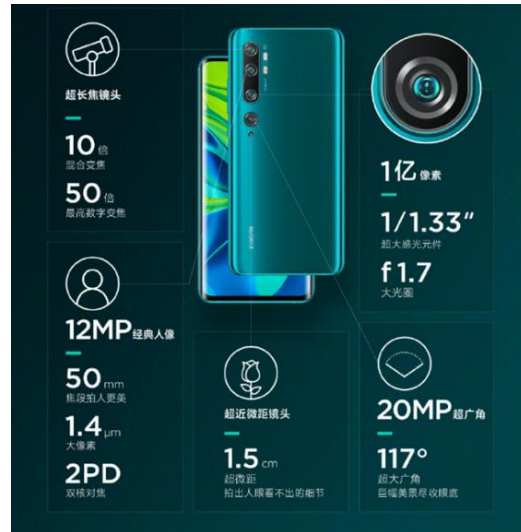 超长焦镜头
10倍
混合变焦
50倍
最高数字变焦
1亿像素
1/1.33"
超大感光元件
f1.7
大光圈
12MP经典人像
50mm
焦段拍人更美
1.4μm
大像素
2PD
双核对焦
超近微距镜头
1.5cm
超微距
拍出人眼看不出的细节
20MP超广角
117°
超大广角
巨幅美景尽收眼底